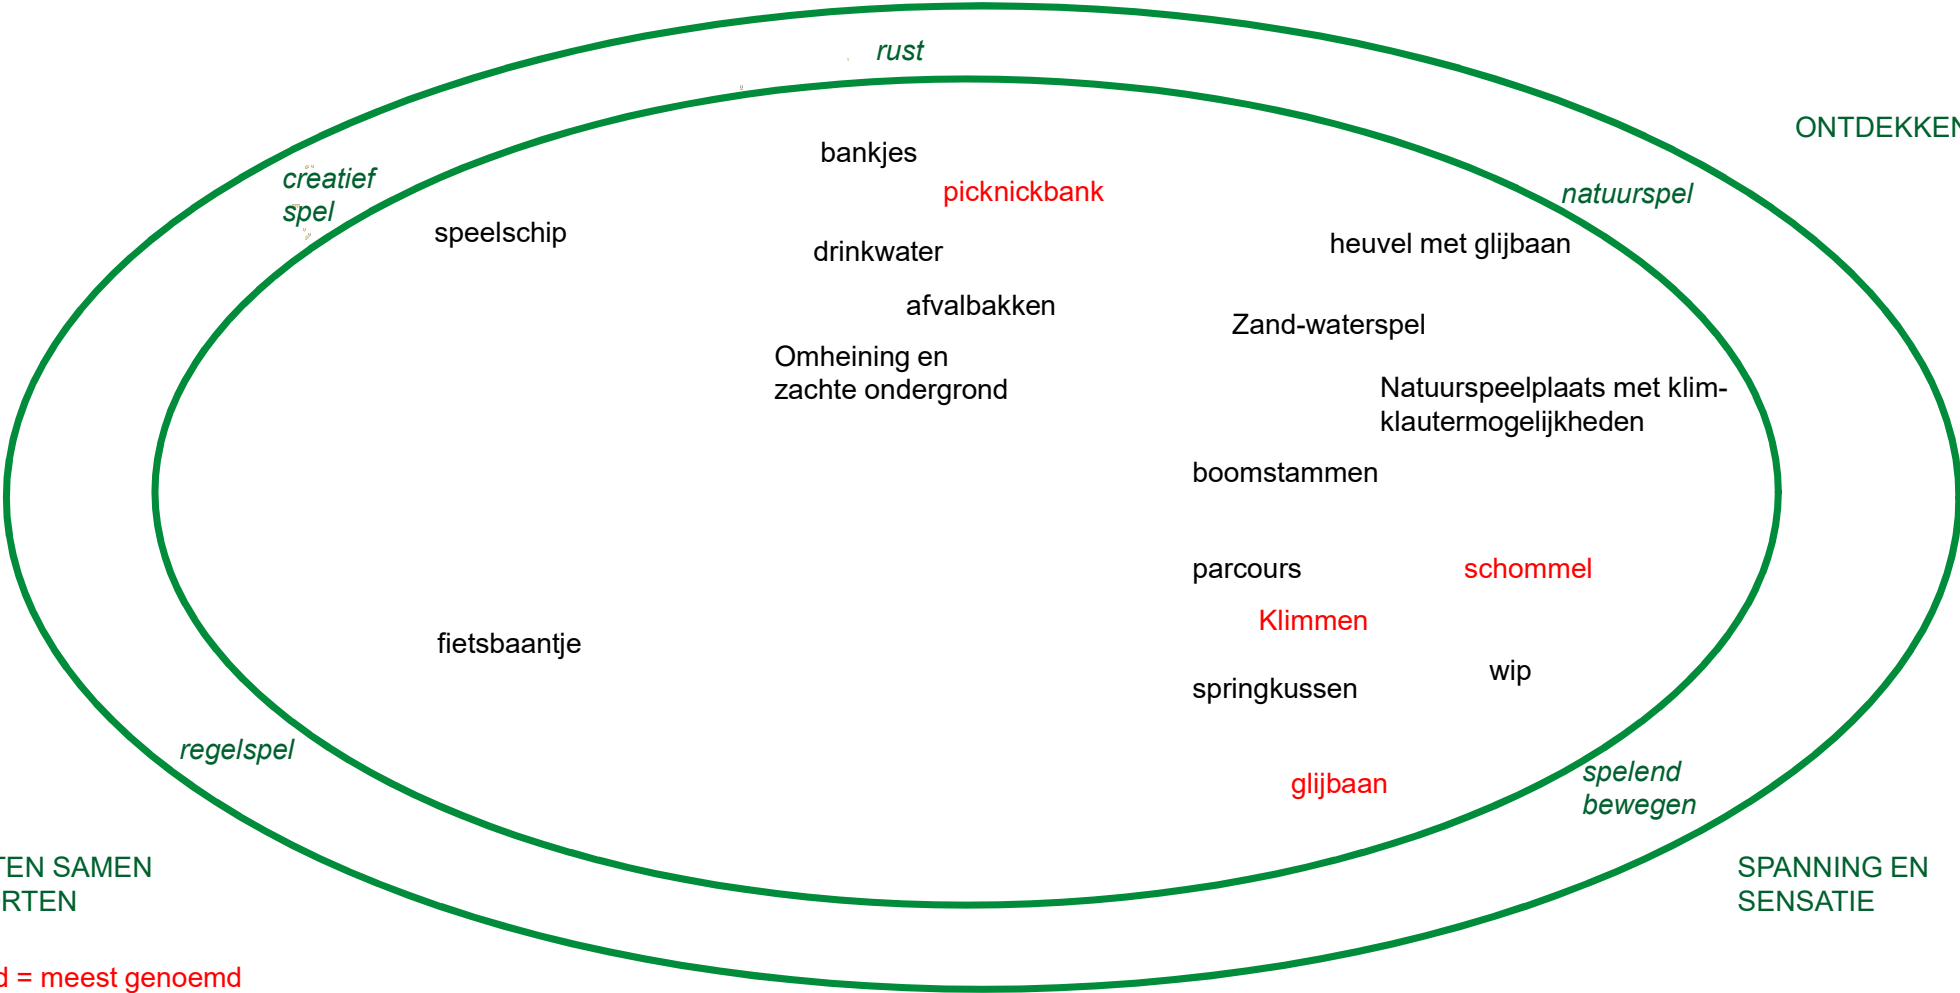 rust
ONTDEKKEN
creatief
spel
natuurspel
bankjes
picknickbank
speelschip
drinkwater
heuvel met glijbaan
afvalbakken
Zand-waterspel
Omheining en
zachte ondergrond
Natuurspeelplaats met klim-
klautermogelijkheden
boomstammen
parcours
schommel
Klimmen
fietsbaantje
wip
springkussen
regelspel
glijbaan
spelend
bewegen
TEN SAMEN
RTEN
SPANNING EN
SENSATIE
d = meest genoemd